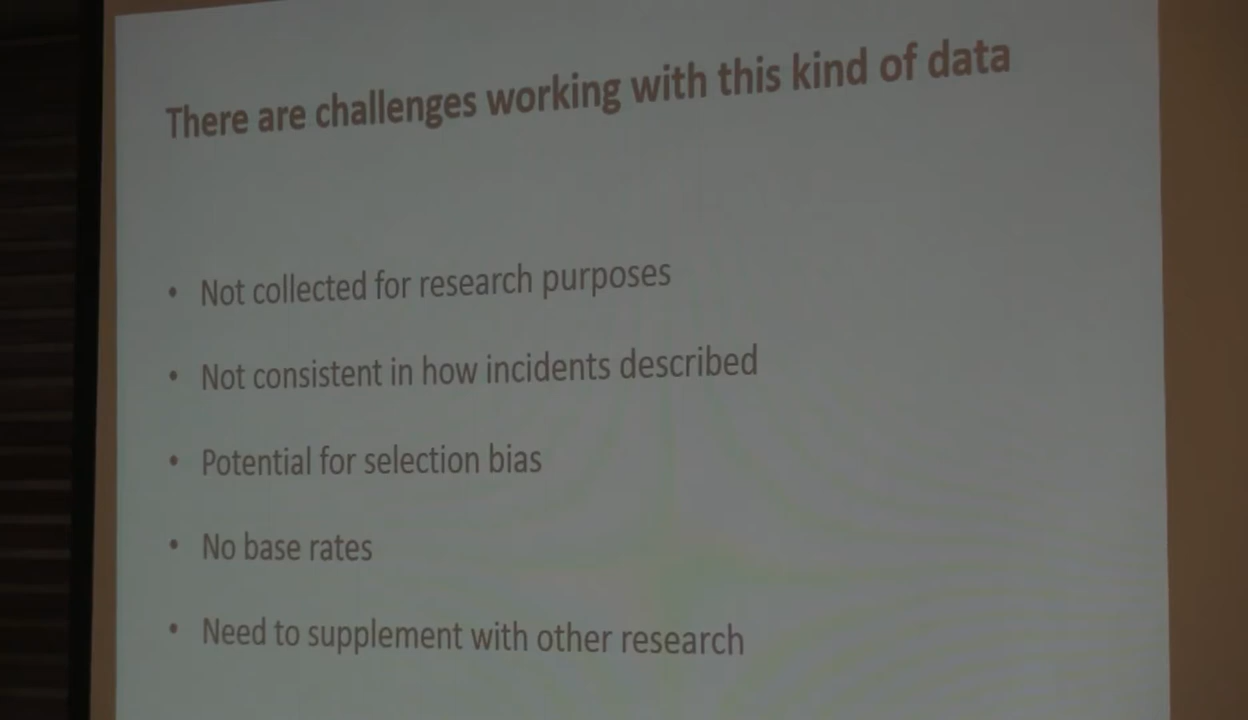 There are challenges working with this kind of data
• Not collected for research purposes
• Not consistent in how incidents described
• Potential for selection bias
• No base rates
• Need to supplement with other research